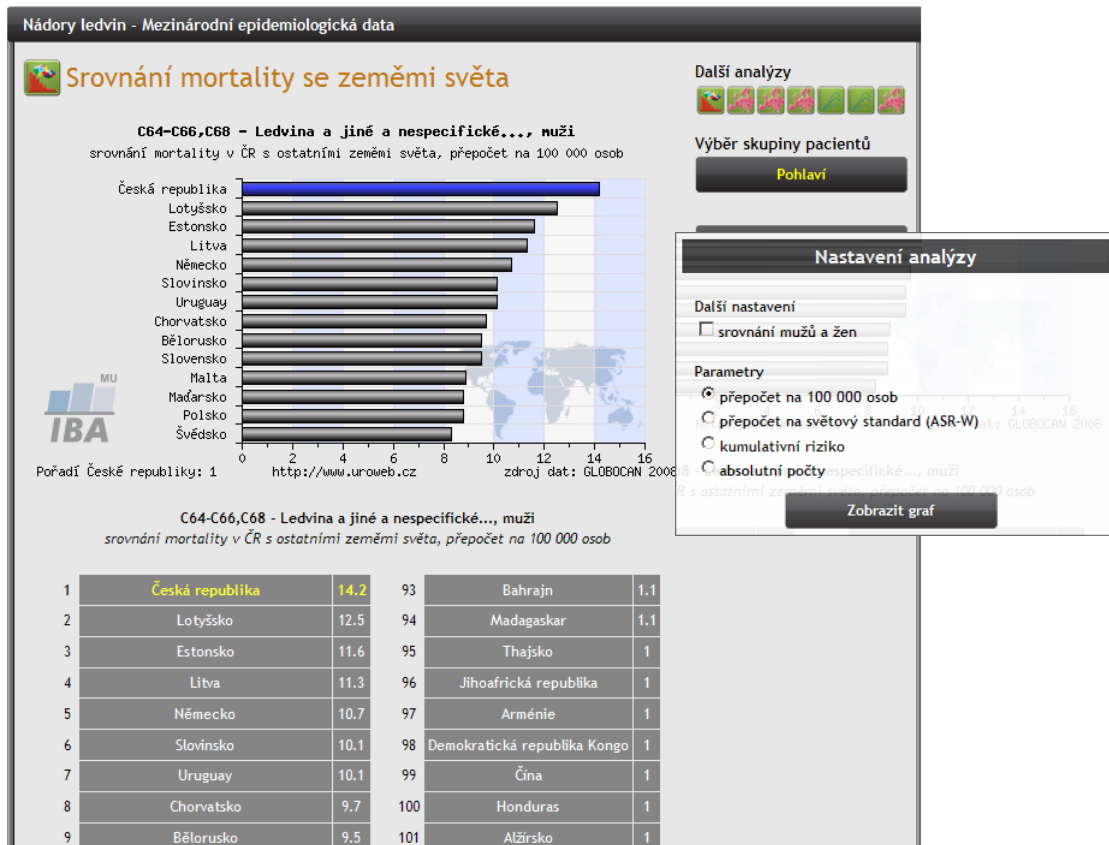 Nádory ledvin - Mezinárodní epidemiologická data
Srovnání mortality se zeměmi světa
C64-C66,C68 - Ledvina a jiné a nespecifické..., muži
srovnání mortality v ČR s ostatními zeměmi světa, přepočet na 100 000 osob
Česká republika
Lotyšsko
Estonsko
Litva
Německo
Slovinsko
Uruguay
Chorvatsko
Bělorusko
Slovensko
Malta
Maďarsko
Polsko
Švédsko
0 2 4 6 8 10 12 14 16
MU
IBA
Pořadí České republiky: 1 http://www.uroweb.cz zdroj dat: GLOBOCAN 2008
Další analýzy
Výběr skupiny pacientů
Pohlaví
Nastavení analýzy
Další nastavení
srovnání mužů a žen
Parametry
přepočet na 100 000 osob
přepočet na světový standard (ASR-W)
kumulativní riziko
absolutní počty
Zobrazit graf
14 16
GLOBOCAN 2008
C64-C66,C68 - Ledvina a jiné a nespecifické..., muži
srovnání mortality v ČR s ostatními zeměmi světa, přepočet na 100 000 osob
1 Česká republika 14.2 93 Bahrajn 1.1
2 Lotyšsko 12.5 94 Madagaskar 1.1
3 Estonsko 11.6 95 Thajsko 1
4 Litva 11.3 96 Jihoafrická republika 1
5 Německo 10.7 97 Arménie 1
6 Slovinsko 10.1 98 Demokratická republika Kongo 1
7 Uruguay 10.1 99 Čína 1
8 Chorvatsko 9.7 100 Honduras 1
9 Bělorusko 9.5 101 Alžírsko 1